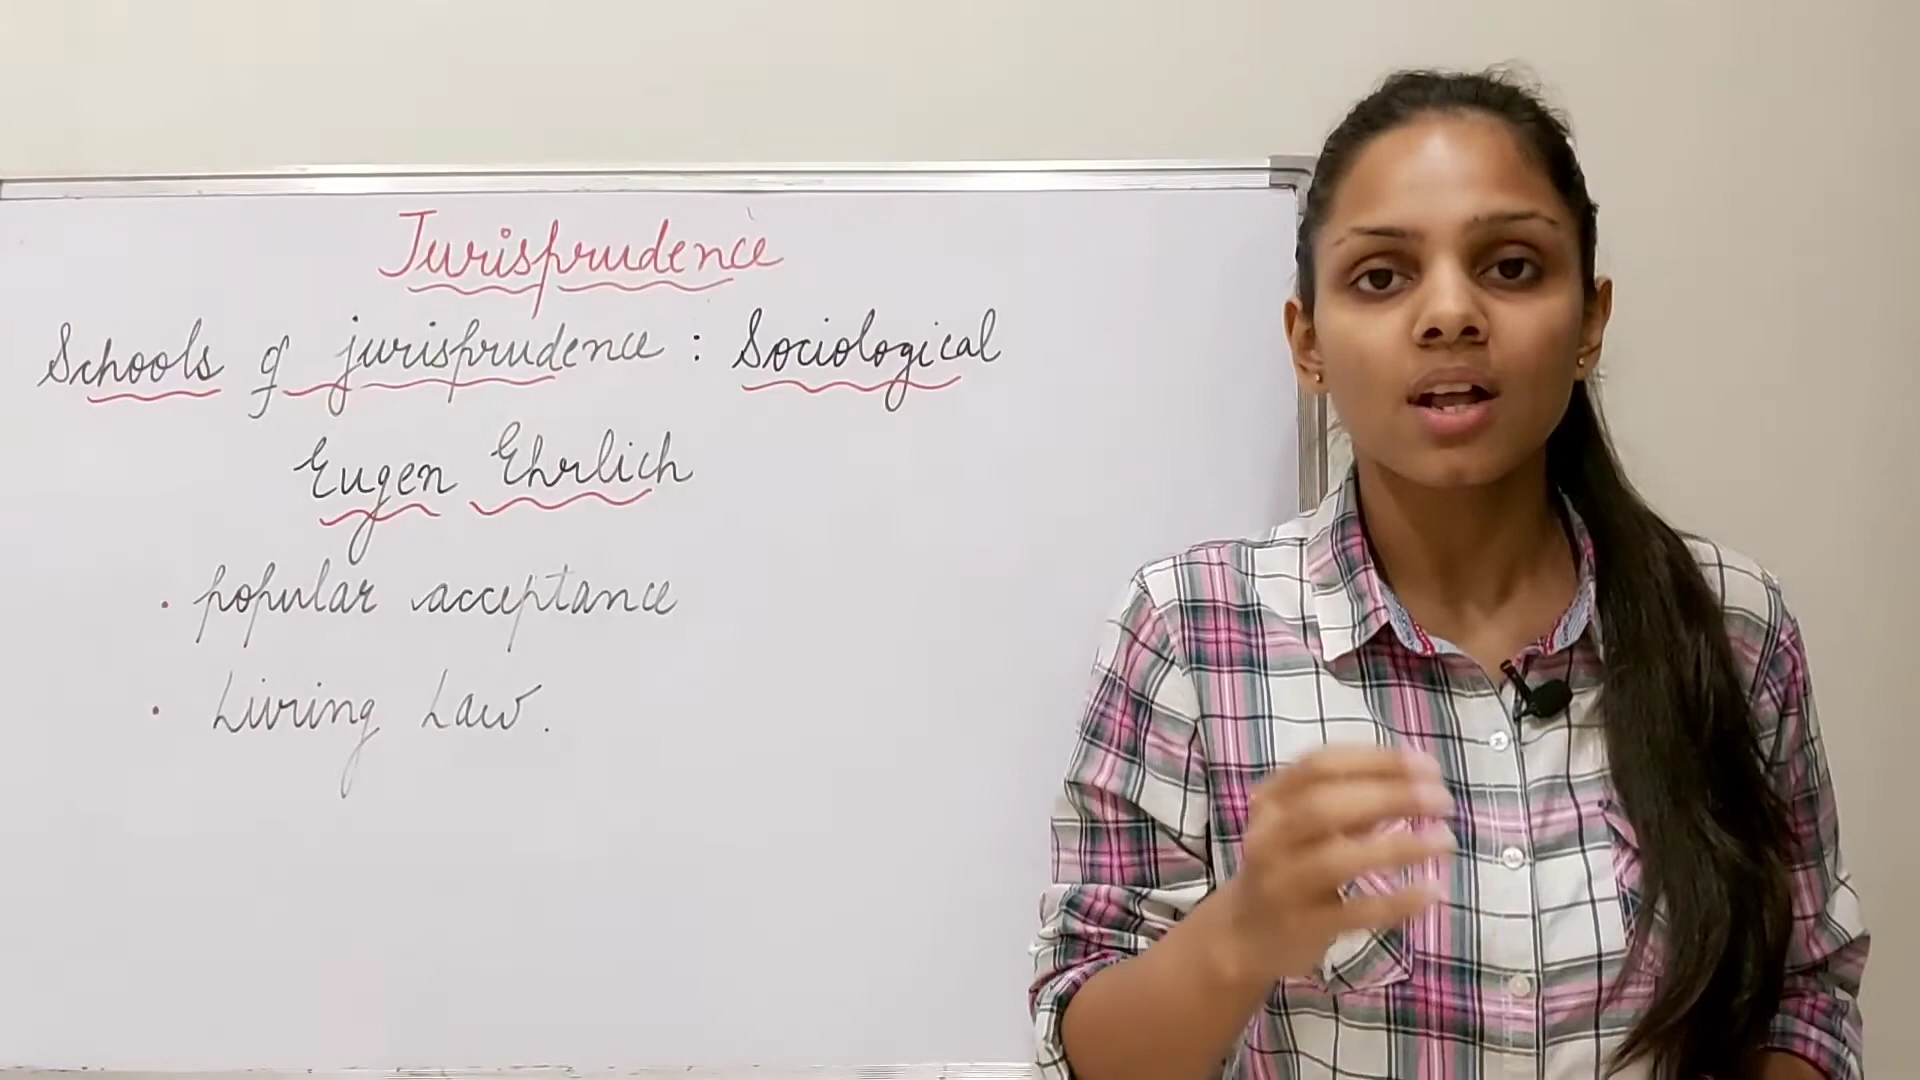 Jurisprudence
Schools of jurisprudence : Sociological
Eugen Ehrlich
• popular acceptance
• Living Law.